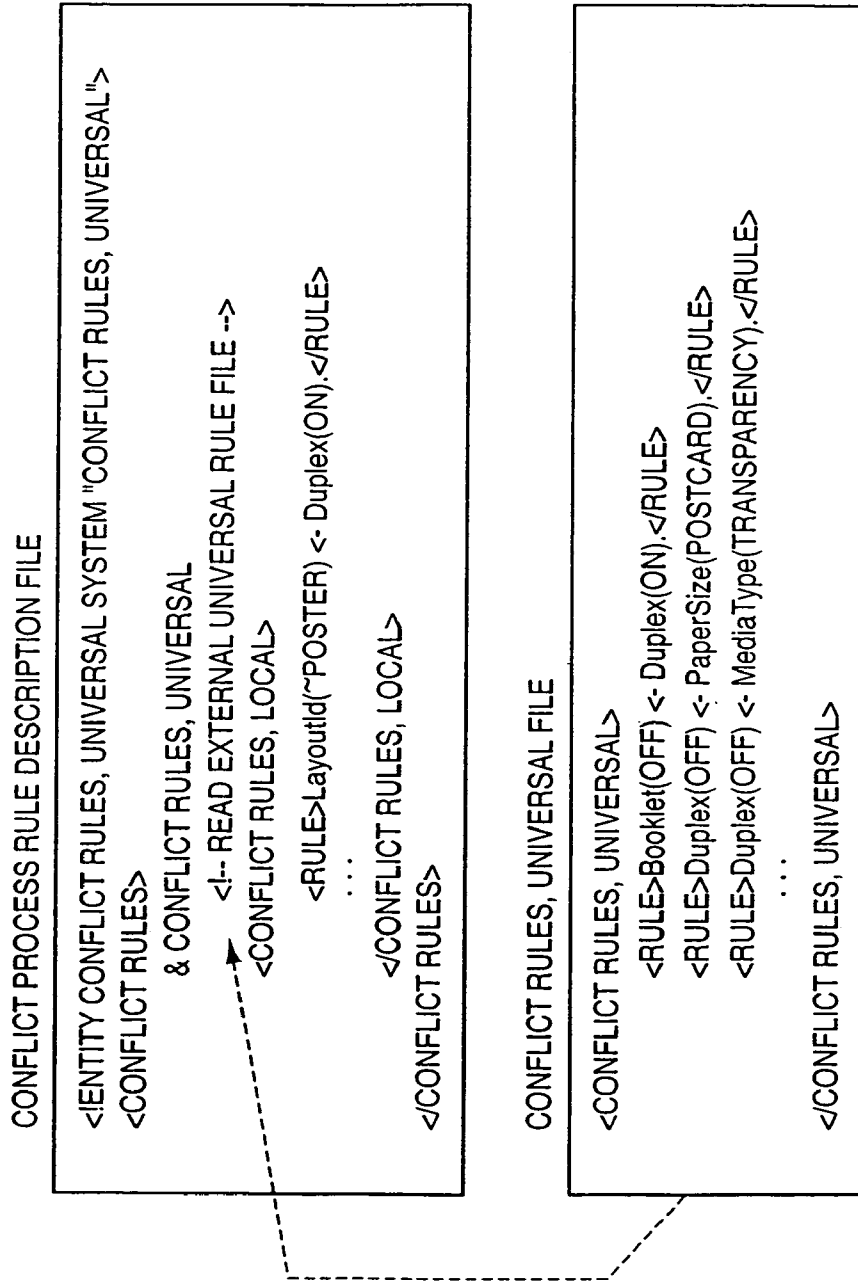 CONFLICT PROCESS RULE DESCRIPTION FILE
<!ENTITY CONFLICT RULES, UNIVERSAL SYSTEM "CONFLICT RULES, UNIVERSAL">
<CONFLICT RULES>
& CONFLICT RULES, UNIVERSAL
<!-- READ EXTERNAL UNIVERSAL RULE FILE -->
<CONFLICT RULES, LOCAL>
<RULE>LayoutId(~POSTER) <- Duplex(ON).</RULE>
...
</CONFLICT RULES, LOCAL>
</CONFLICT RULES>
CONFLICT RULES, UNIVERSAL FILE
<CONFLICT RULES, UNIVERSAL>
<RULE>Booklet(OFF) <- Duplex(ON).</RULE>
<RULE>Duplex(OFF) <- PaperSize(POSTCARD).</RULE>
<RULE>Duplex(OFF) <- MediaType(TRANSPARENCY).</RULE>
...
</CONFLICT RULES, UNIVERSAL>